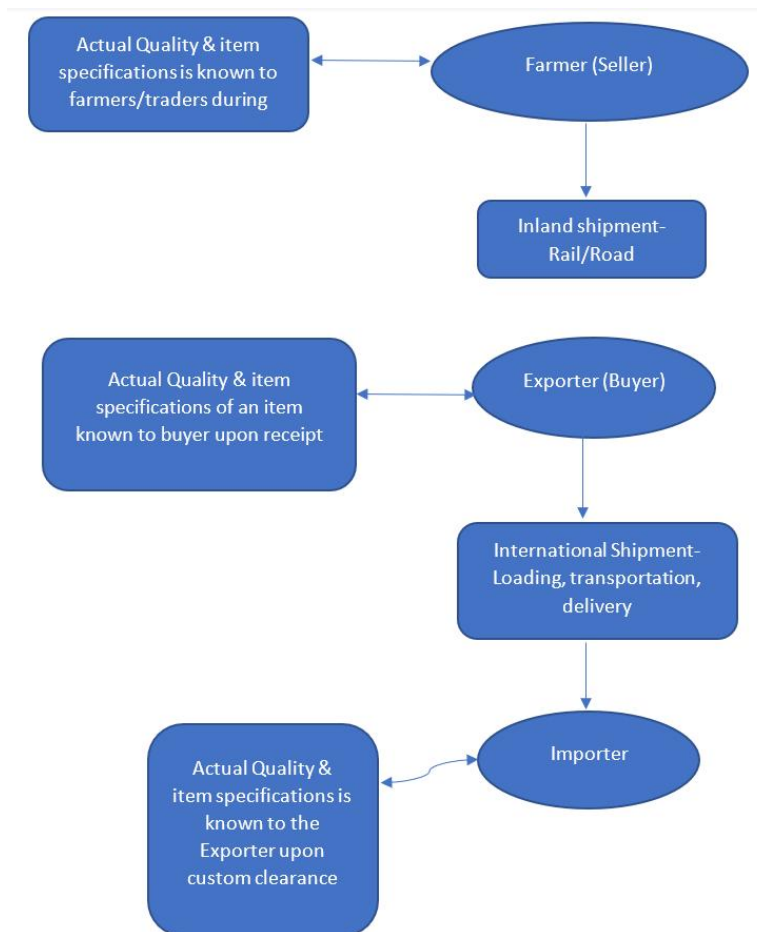 Actual Quality & item
specifications is known to
farmers/traders during
Farmer (Seller)
Inland shipment-
Rail/Road
Actual Quality & item
specifications of an item
known to buyer upon receipt
Exporter (Buyer)
International Shipment-
Loading, transportation,
delivery
Importer
Actual Quality &
item specifications is
known to the
Exporter upon
custom clearance